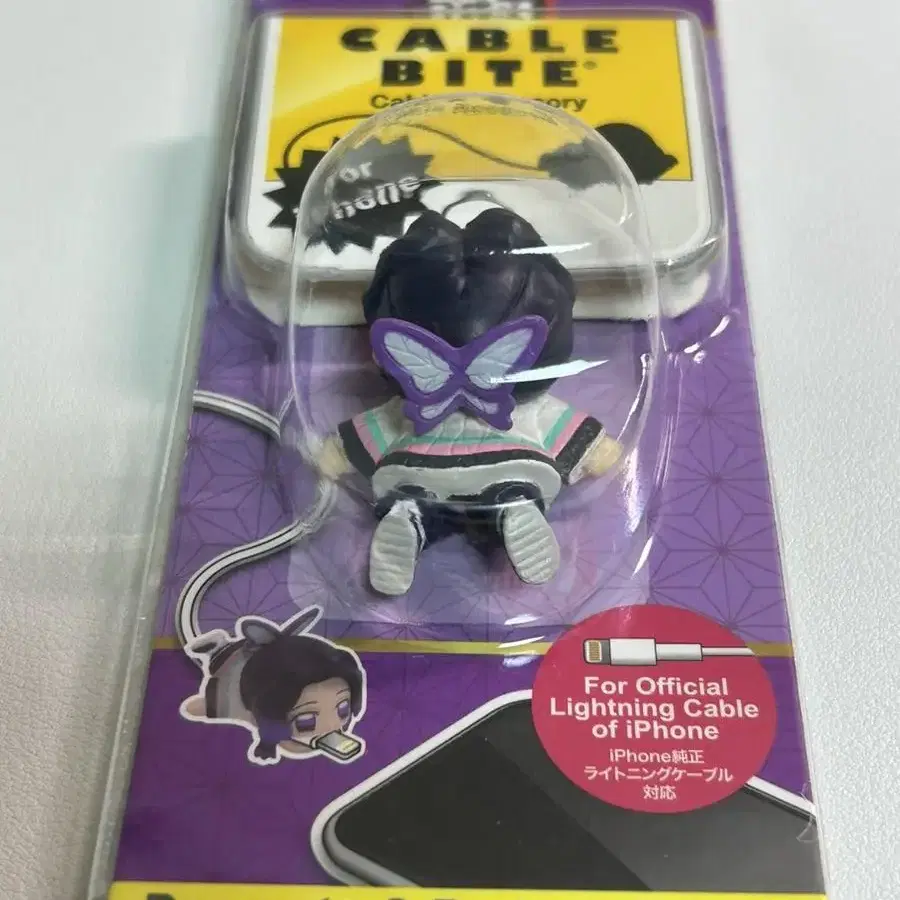 CABLE
BITE®
For
For Official
Lightning Cable
of iPhone
iPhone純正
ライトニングケーブル
対応